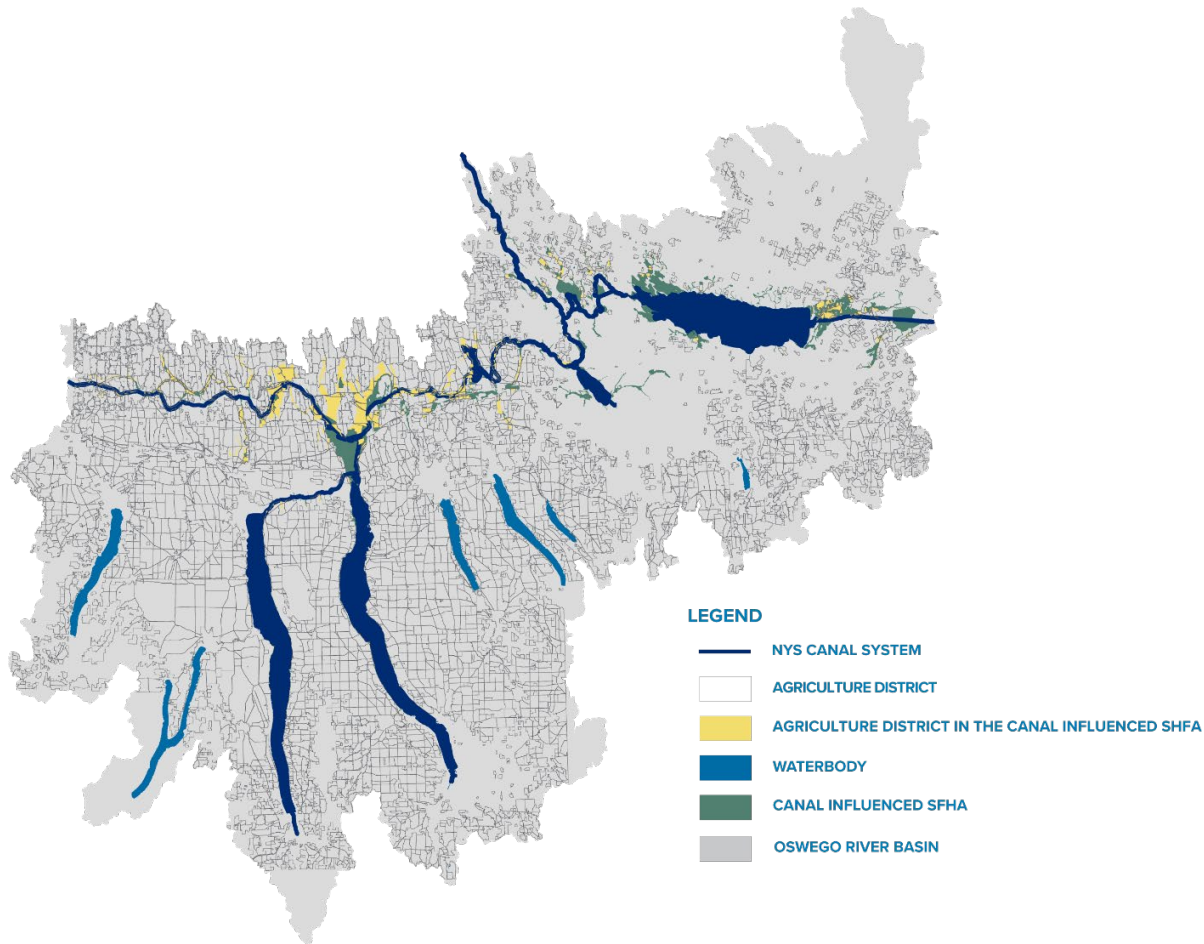 LEGEND
NYS CANAL SYSTEM
AGRICULTURE DISTRICT
AGRICULTURE DISTRICT IN THE CANAL INFLUENCED SHFA
WATERBODY
CANAL INFLUENCED SFHA
OSWEGO RIVER BASIN